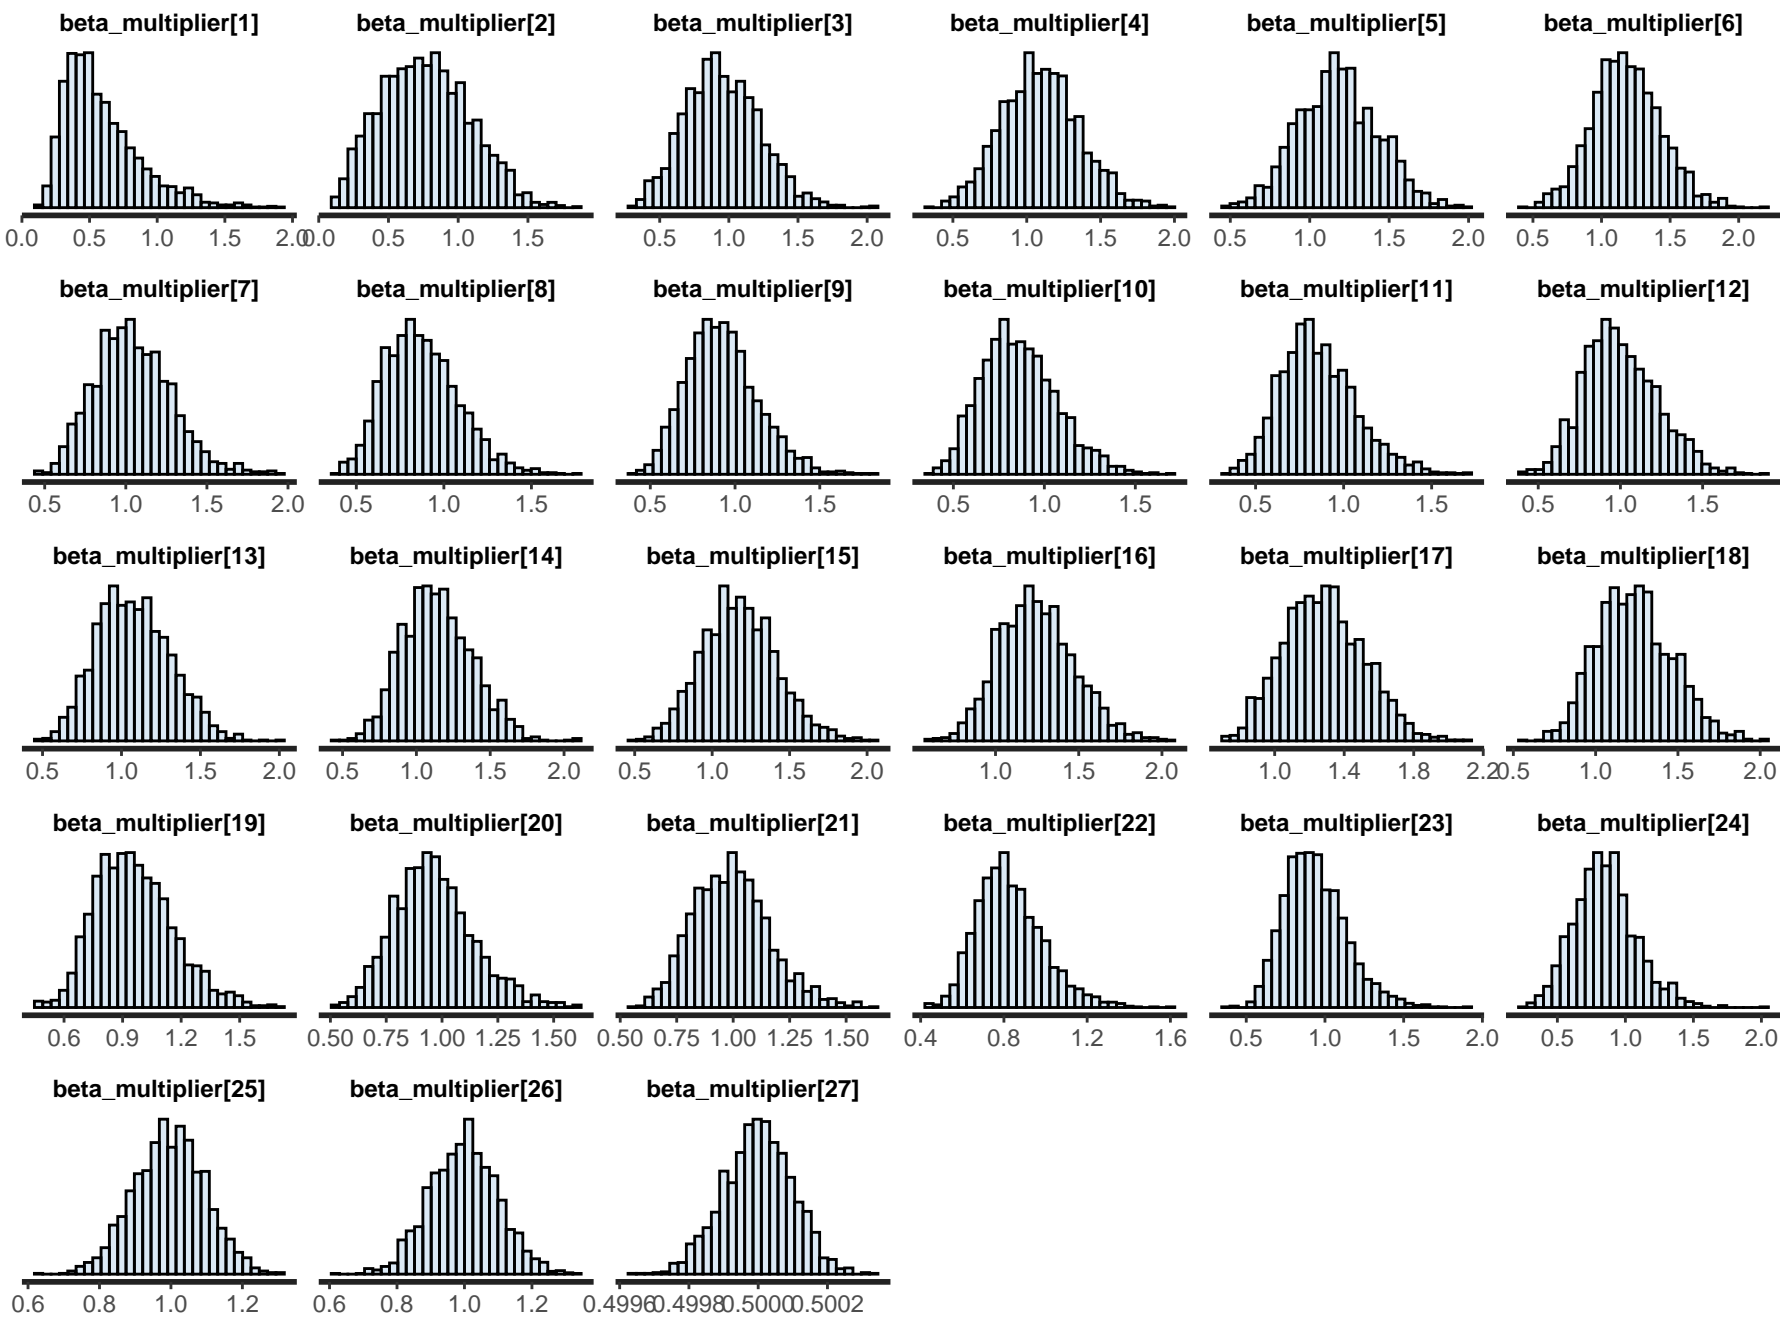 beta_multiplier[1] beta_multiplier[2] beta_multiplier[3] beta_multiplier[4] beta_multiplier[5] beta_multiplier[6]
0.0 0.5 1.0 1.5 2.0 0.0 0.5 1.0 1.5 0.5 1.0 1.5 2.0 0.5 1.0 1.5 2.0 0.5 1.0 1.5 2.0 0.5 1.0 1.5 2.0
beta_multiplier[7] beta_multiplier[8] beta_multiplier[9] beta_multiplier[10] beta_multiplier[11] beta_multiplier[12]
0.5 1.0 1.5 2.0 0.5 1.0 1.5 0.5 1.0 1.5 0.5 1.0 1.5 0.5 1.0 1.5 0.5 1.0 1.5
beta_multiplier[13] beta_multiplier[14] beta_multiplier[15] beta_multiplier[16] beta_multiplier[17] beta_multiplier[18]
0.5 1.0 1.5 2.0 0.5 1.0 1.5 2.0 0.5 1.0 1.5 2.0 1.0 1.5 2.0 1.0 1.4 1.8 2.2 0.5 1.0 1.5 2.0
beta_multiplier[19] beta_multiplier[20] beta_multiplier[21] beta_multiplier[22] beta_multiplier[23] beta_multiplier[24]
0.6 0.9 1.2 1.5 0.50 0.75 1.00 1.25 1.50 0.50 0.75 1.00 1.25 1.50 0.4 0.8 1.2 1.6 0.5 1.0 1.5 2.0 0.5 1.0 1.5 2.0
beta_multiplier[25] beta_multiplier[26] beta_multiplier[27]
0.6 0.8 1.0 1.2 0.6 0.8 1.0 1.2 0.4996 0.4998 0.5000 0.5002